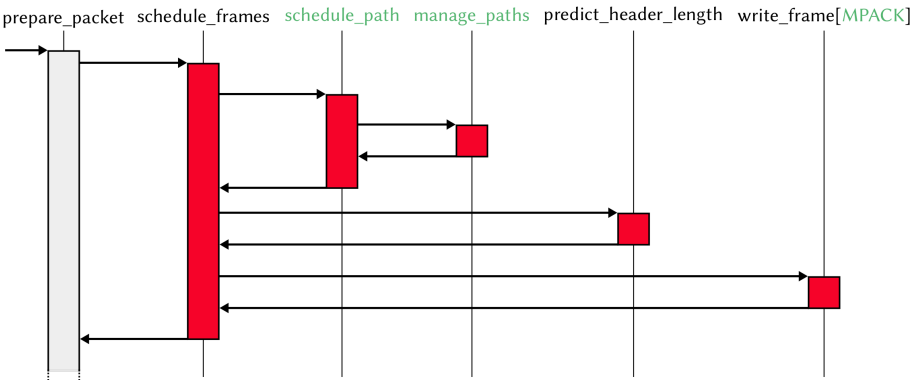 prepare_packet schedule_frames schedule_path manage_paths predict_header_length write_frame[MPACK]